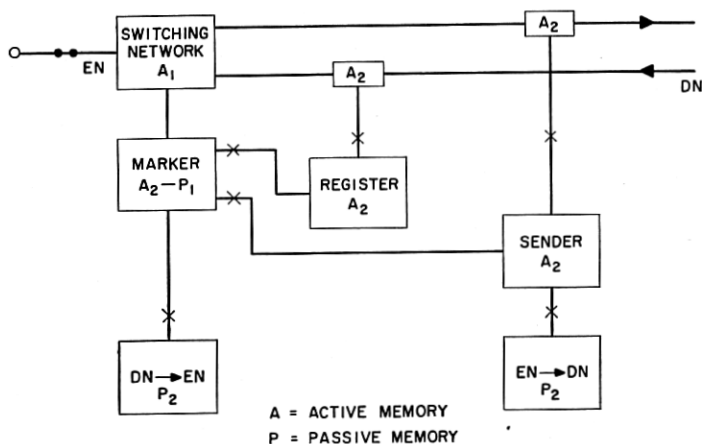 SWITCHING
NETWORK
A₁
EN
A₂
A₂
DN
MARKER
A₂—P₁
REGISTER
A₂
SENDER
A₂
DN→EN
P₂
EN→DN
P₂
A = ACTIVE MEMORY
P = PASSIVE MEMORY